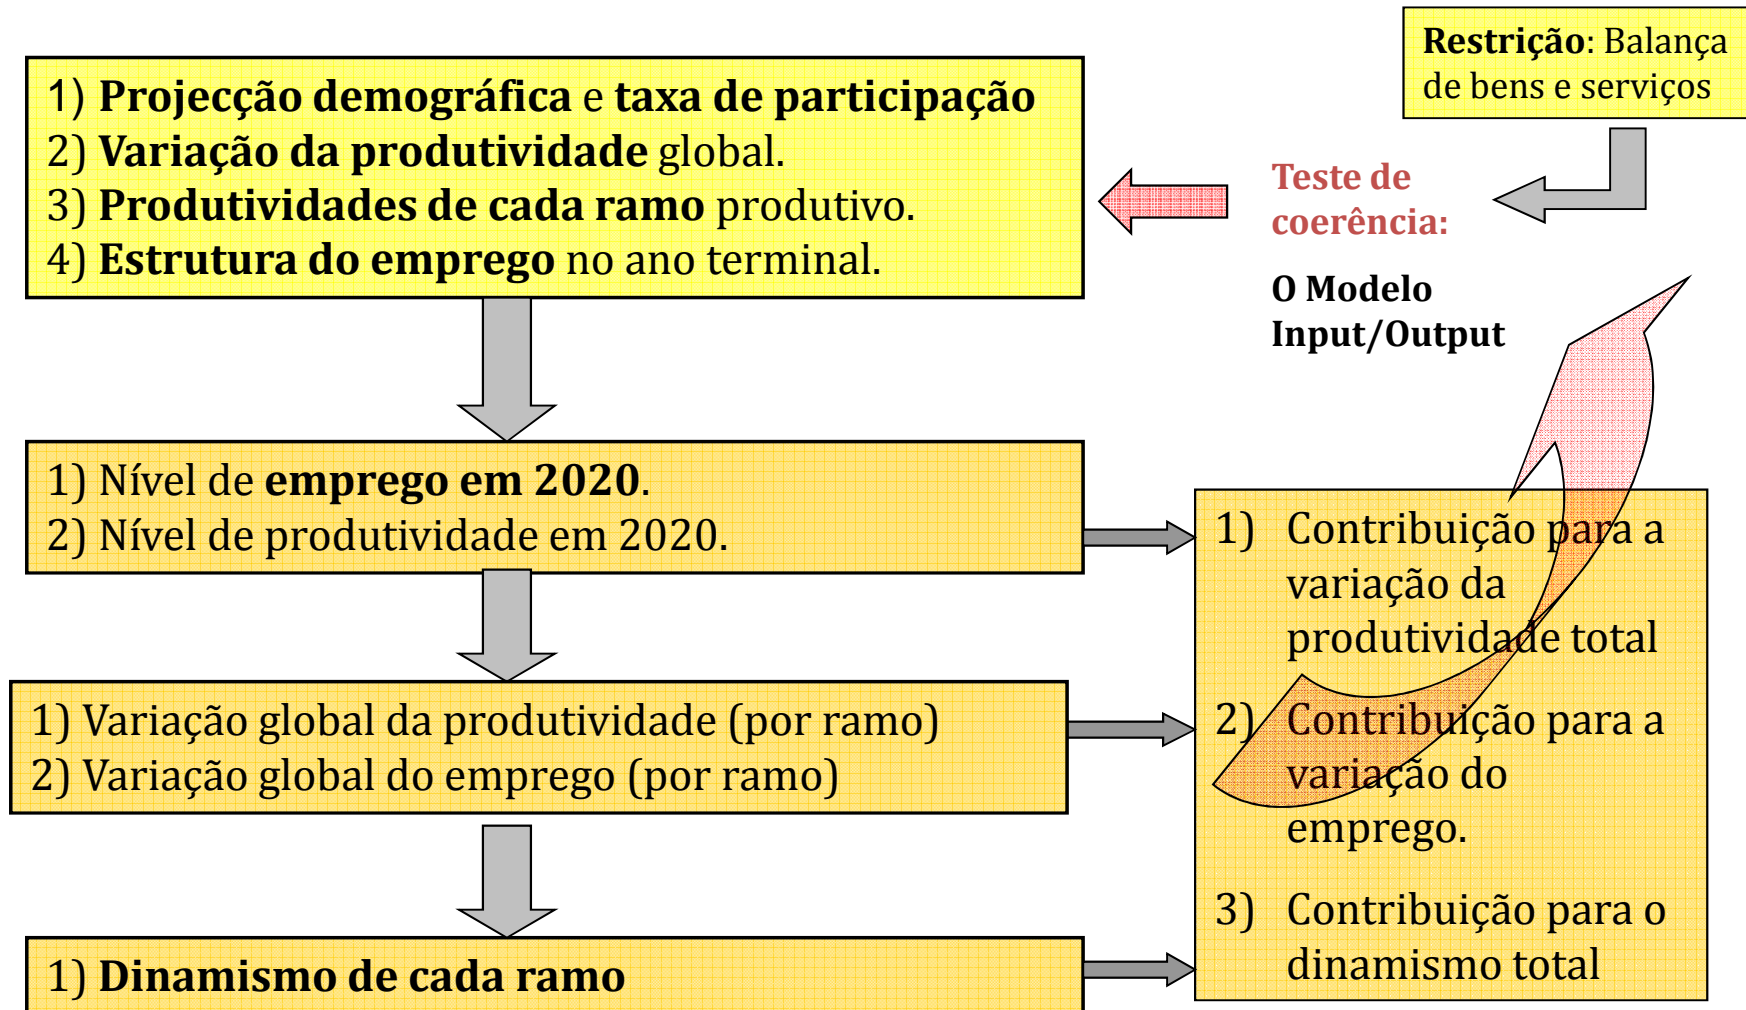 Restrição: Balança
de bens e serviços
1) Projecção demográfica e taxa de participação
2) Variação da produtividade global.
3) Produtividades de cada ramo produtivo.
4) Estrutura do emprego no ano terminal.
Teste de
coerência:
O Modelo
Input/Output
1) Nível de emprego em 2020.
2) Nível de produtividade em 2020.
1) Variação global da produtividade (por ramo)
2) Variação global do emprego (por ramo)
1) Dinamismo de cada ramo
1) Contribuição para a
variação da
produtividade total
2) Contribuição para a
variação do
emprego.
3) Contribuição para o
dinamismo total